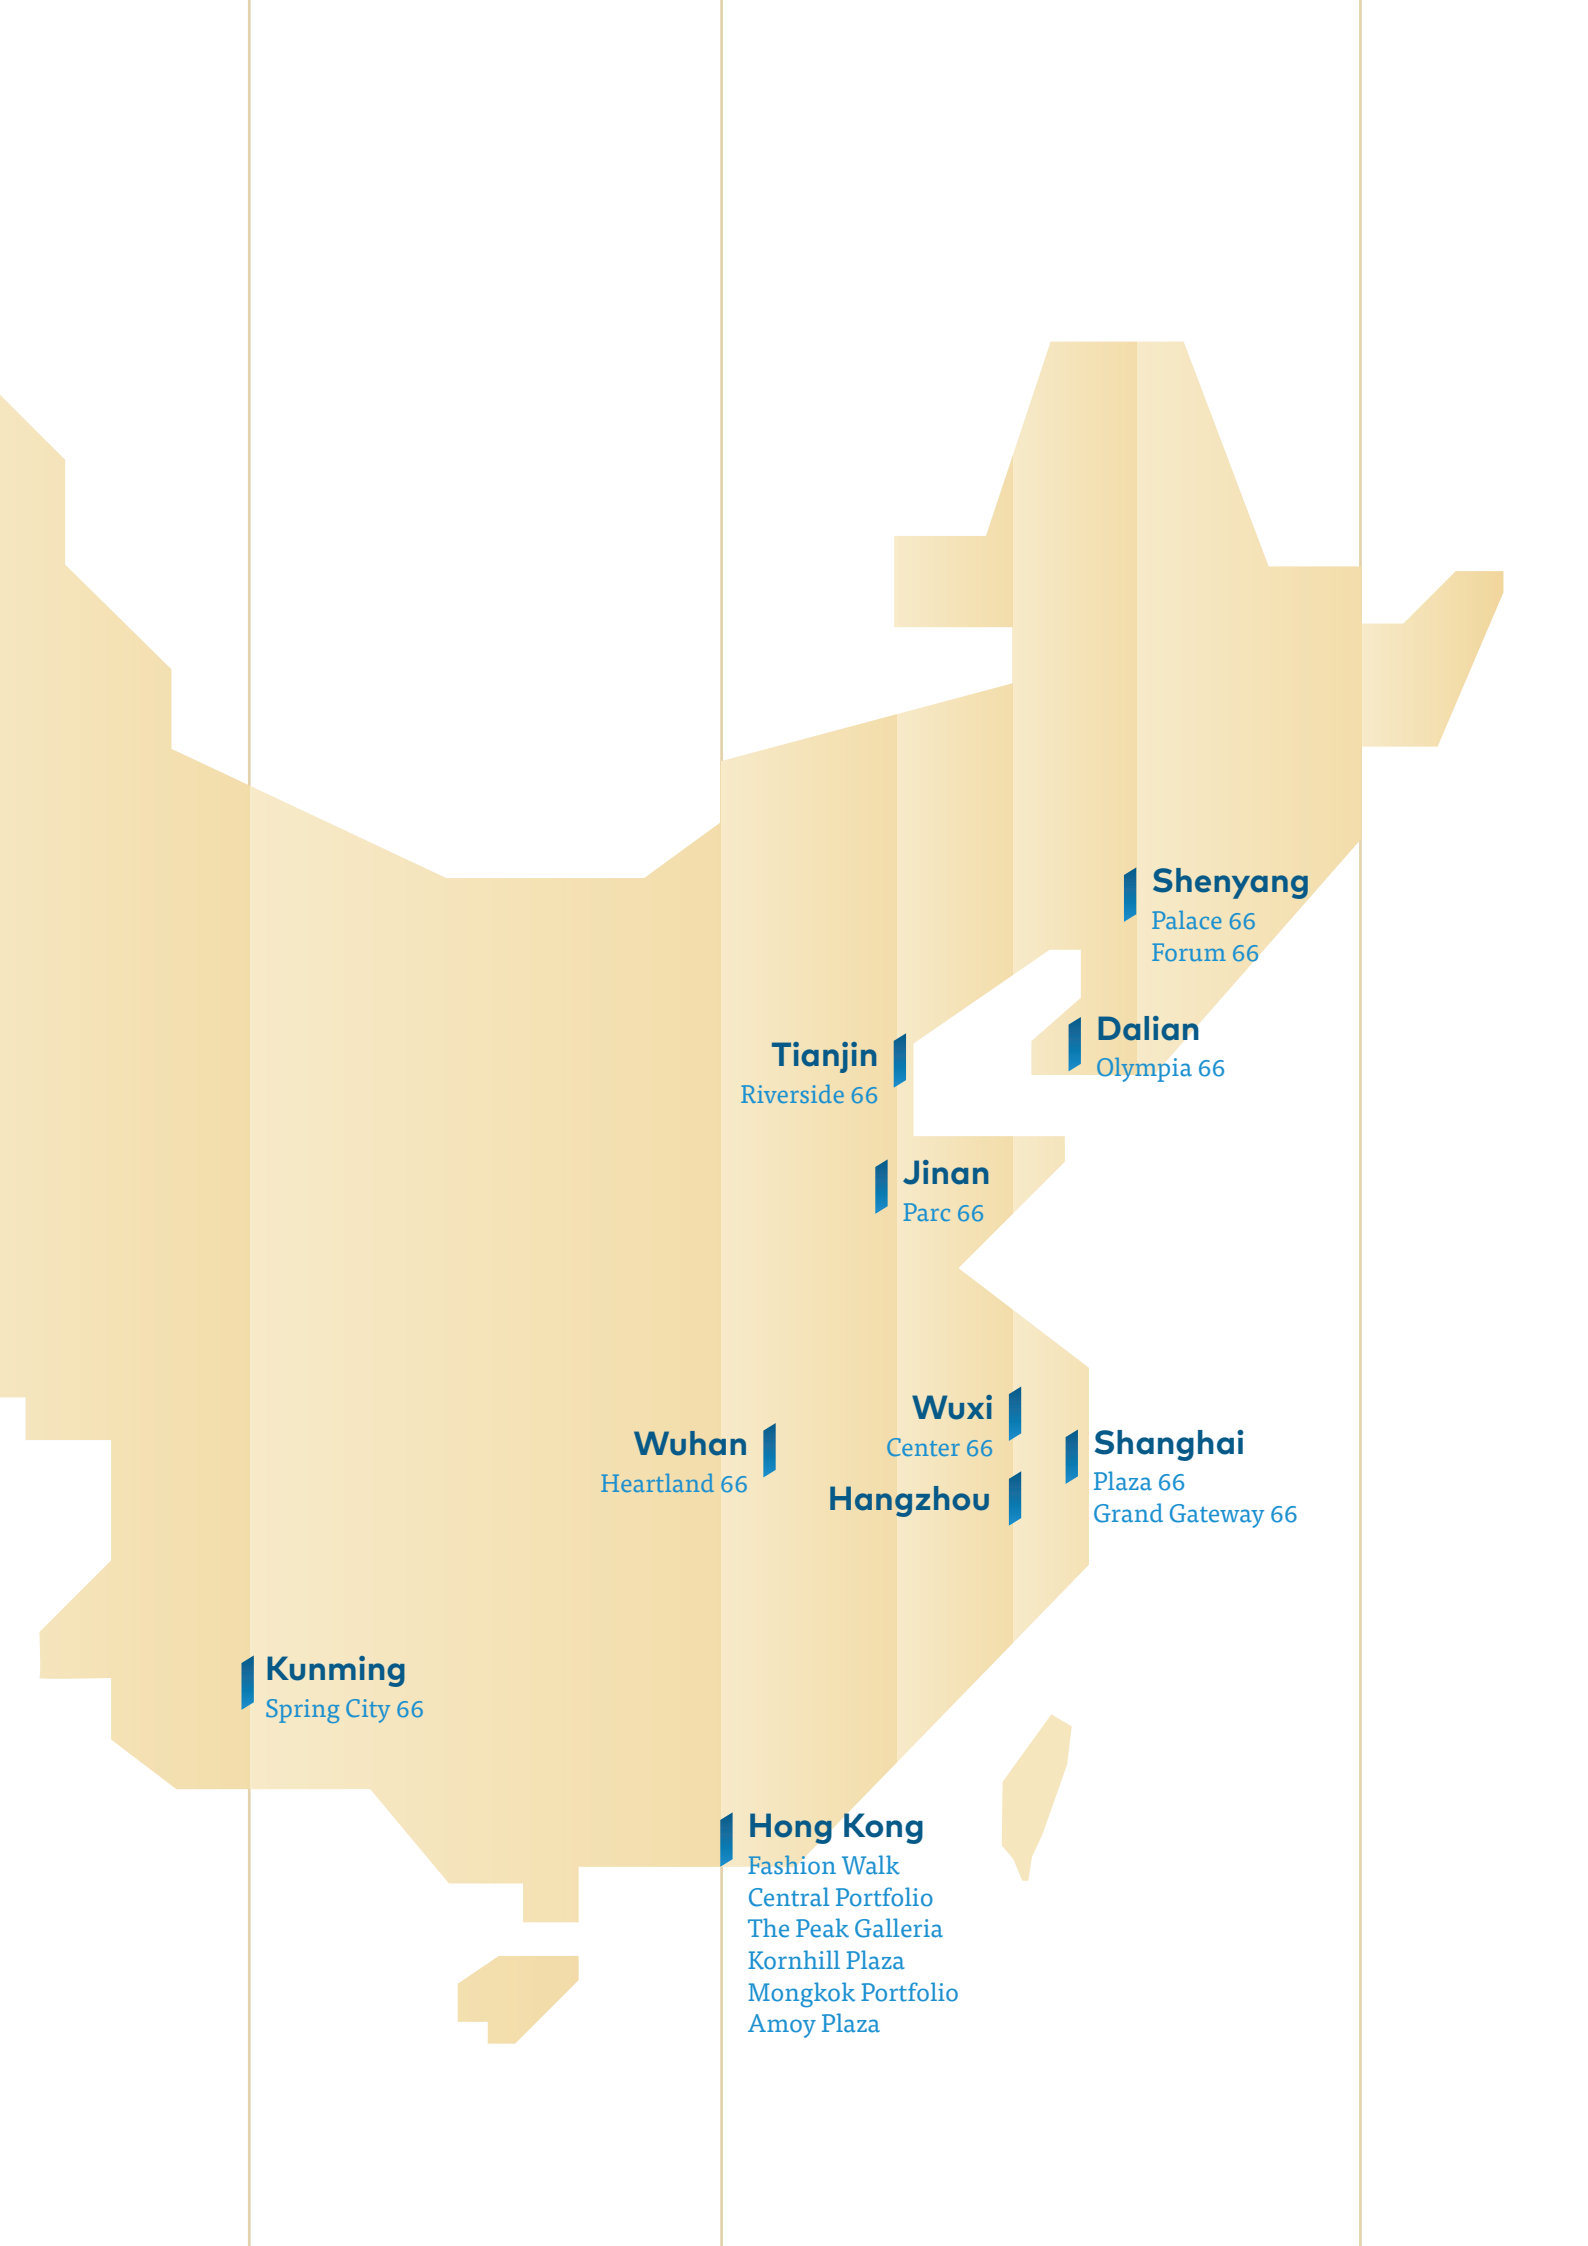 Shenyang
Palace 66
Forum 66
Dalian
Olympia 66
Tianjin
Riverside 66
Jinan
Parc 66
Wuxi
Center 66
Wuhan
Heartland 66
Shanghai
Plaza 66
Grand Gateway 66
Hangzhou
Kunming
Spring City 66
Hong Kong
Fashion Walk
Central Portfolio
The Peak Galleria
Kornhill Plaza
Mongkok Portfolio
Amoy Plaza